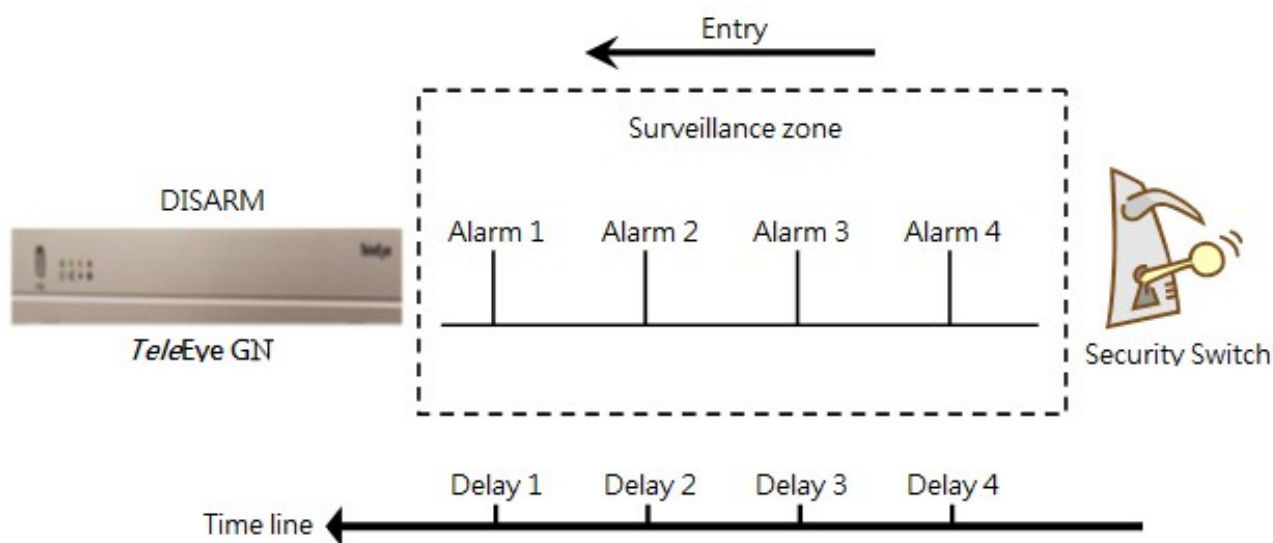 Entry
Surveillance zone
DISARM
Alarm 1 Alarm 2 Alarm 3 Alarm 4
TeleEye GN
Security Switch
Delay 1 Delay 2 Delay 3 Delay 4
Time line